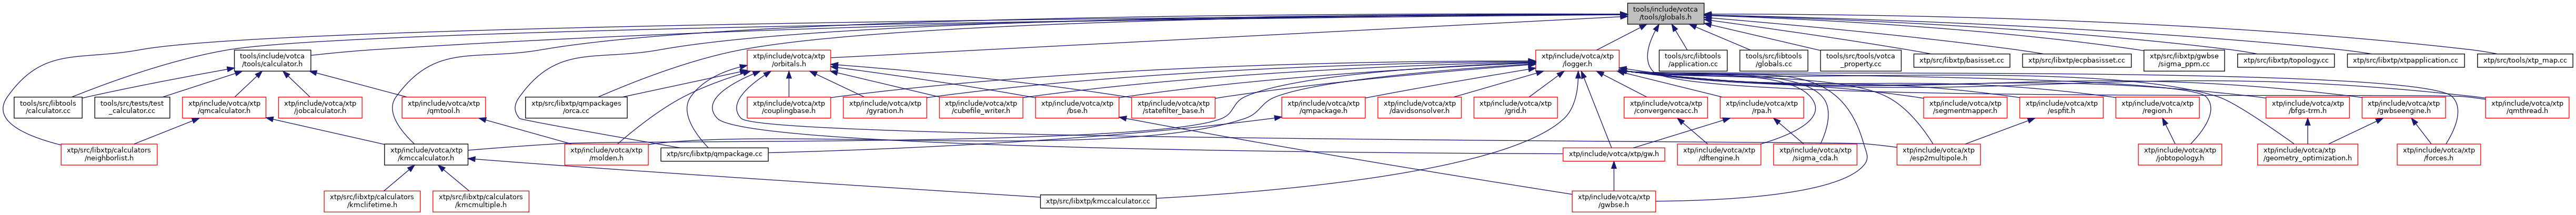 tools/include/votca
/tools/globals.h
tools/include/votca
/tools/calculator.h
xtp/include/votca/xtp
/orbitals.h
xtp/include/votca/xtp
/logger.h
tools/src/libtools
/application.cc
tools/src/libtools
/globals.cc
tools/src/tools/votca
_property.cc
xtp/src/libxtp/basisset.cc
xtp/src/libxtp/ecpbasisset.cc
xtp/src/libxtp/gwbse
/sigma_ppm.cc
xtp/src/libxtp/topology.cc
xtp/src/libxtp/xtpapplication.cc
xtp/src/tools/xtp_map.cc
tools/src/libtools
/calculator.cc
tools/src/tests/test
_calculator.cc
xtp/include/votca/xtp
/qmcalculator.h
xtp/include/votca/xtp
/jobcalculator.h
xtp/include/votca/xtp
/qmtool.h
xtp/src/libxtp/qmpackages
/orca.cc
xtp/include/votca/xtp
/couplingbase.h
xtp/include/votca/xtp
/gyration.h
xtp/include/votca/xtp
/cubefile_writer.h
xtp/include/votca/xtp
/bse.h
xtp/include/votca/xtp
/statefilter_base.h
xtp/include/votca/xtp
/qmpackage.h
xtp/include/votca/xtp
/davidsonsolver.h
xtp/include/votca/xtp
/grid.h
xtp/include/votca/xtp
/convergenceacc.h
xtp/include/votca/xtp
/rpa.h
xtp/include/votca/xtp
/segmentmapper.h
xtp/include/votca/xtp
/espfit.h
xtp/include/votca/xtp
/region.h
xtp/include/votca/xtp
/bfgs-trm.h
xtp/include/votca/xtp
/gwbseengine.h
xtp/include/votca/xtp
/qmthread.h
xtp/src/libxtp/calculators
/neighborlist.h
xtp/include/votca/xtp
/kmccalculator.h
xtp/include/votca/xtp
/molden.h
xtp/src/libxtp/qmpackage.cc
xtp/include/votca/xtp/gw.h
xtp/include/votca/xtp
/dftengine.h
xtp/include/votca/xtp
/sigma_cda.h
xtp/include/votca/xtp
/esp2multipole.h
xtp/include/votca/xtp
/jobtopology.h
xtp/include/votca/xtp
/geometry_optimization.h
xtp/include/votca/xtp
/forces.h
xtp/src/libxtp/calculators
/kmclifetime.h
xtp/src/libxtp/calculators
/kmcmultiple.h
xtp/src/libxtp/kmccalculator.cc
xtp/include/votca/xtp
/gwbse.h